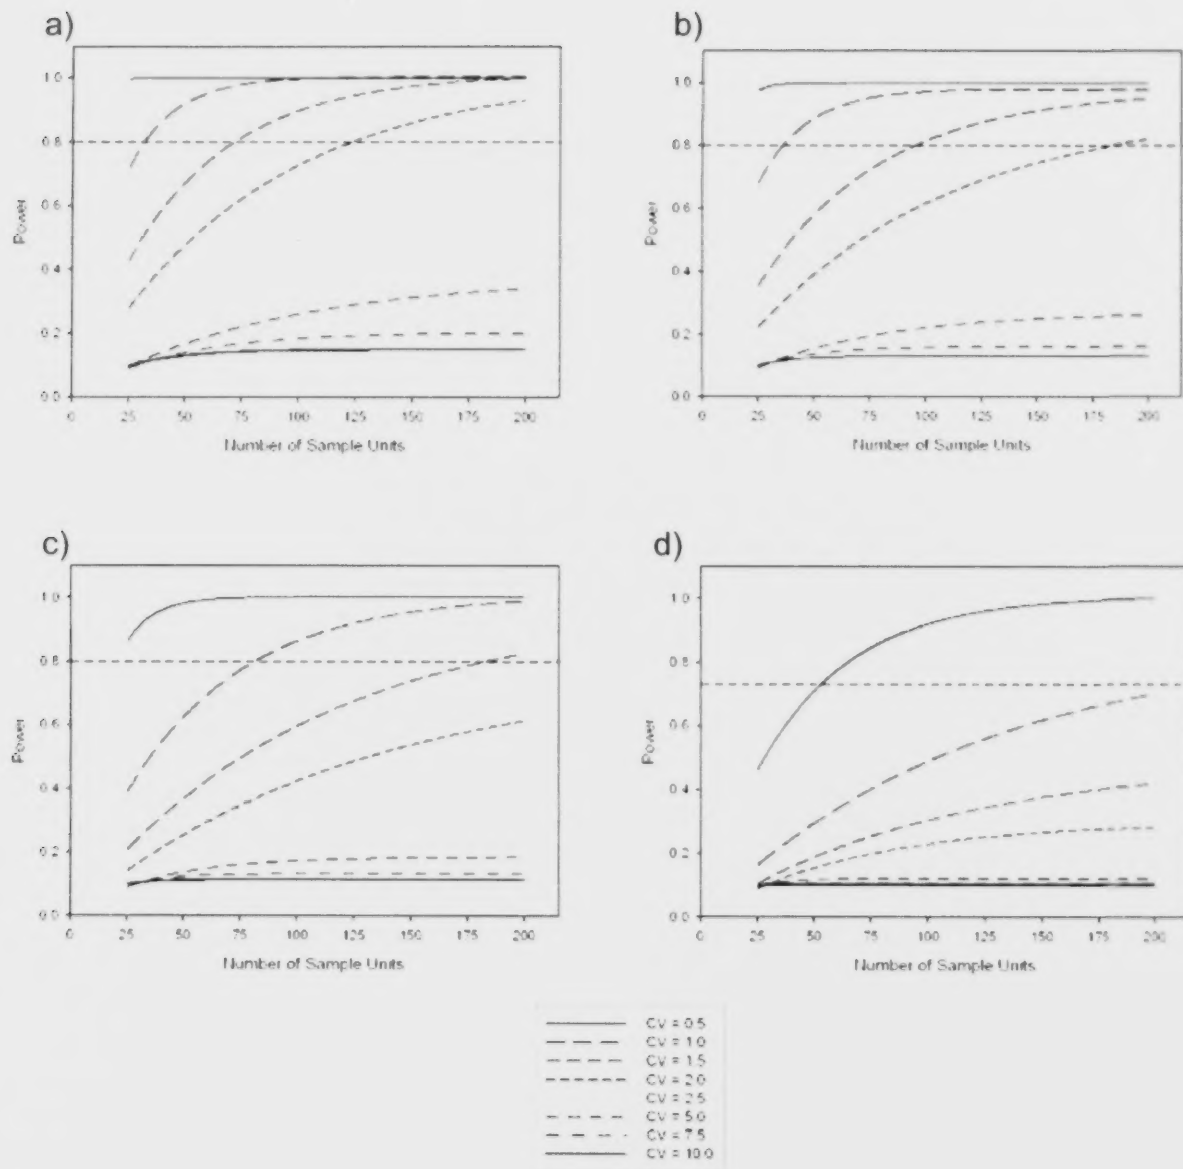 a)
1.0
0.8
0.6
0.4
0.2
0.0
Power
0 25 50 75 100 125 150 175 200
Number of Sample Units
b)
1.0
0.8
0.6
0.4
0.2
0.0
Power
0 25 50 75 100 125 150 175 200
Number of Sample Units
c)
1.0
0.8
0.6
0.4
0.2
0.0
Power
0 25 50 75 100 125 150 175 200
Number of Sample Units
d)
1.0
0.8
0.6
0.4
0.2
0.0
Power
0 25 50 75 100 125 150 175 200
Number of Sample Units
CV = 0.5
CV = 1.0
CV = 1.5
CV = 2.0
CV = 2.5
CV = 5.0
CV = 7.5
CV = 10.0